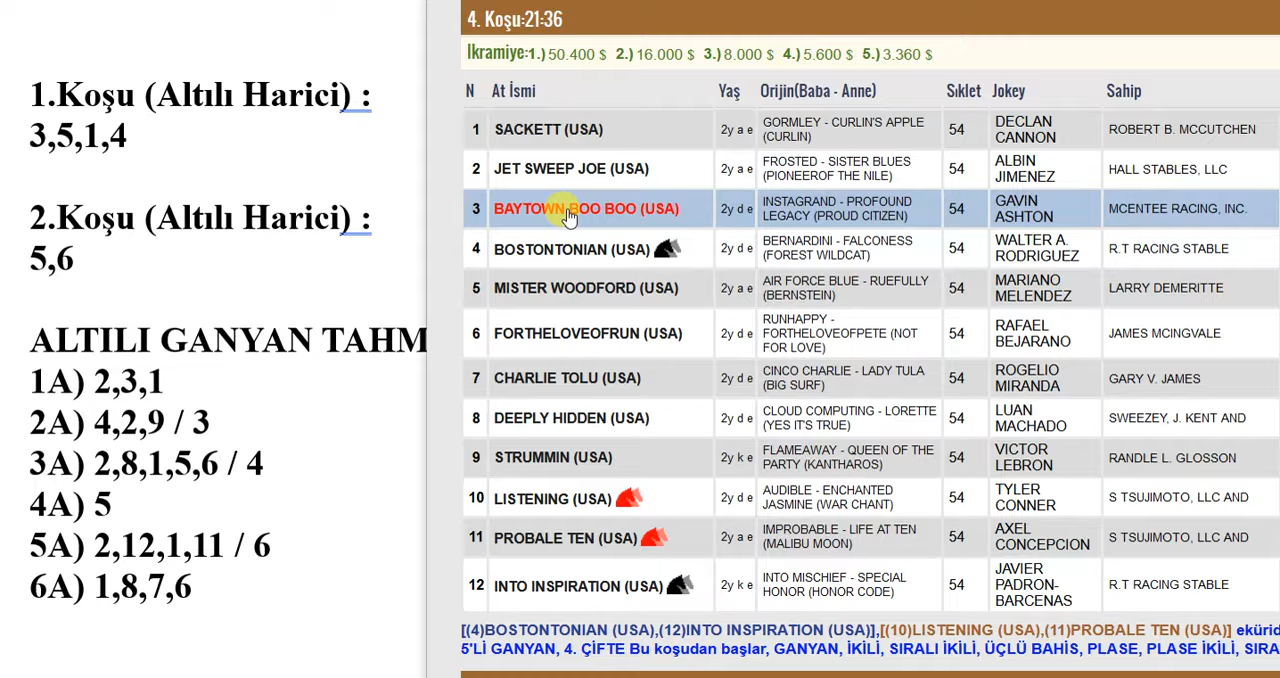 1.Koşu (Altılı Harici) :
3,5,1,4
2.Koşu (Altılı Harici) :
5,6
ALTILI GANYAN TAHM
1A) 2,3,1
2A) 4,2,9 / 3
3A) 2,8,1,5,6 / 4
4A) 5
5A) 2,12,1,11 / 6
6A) 1,8,7,6
4. Koşu:21:36
İkramiye:1.) 50.400 $ 2.) 16.000 $ 3.) 8.000 $ 4.) 5.600 $ 5.) 3.360 $
N At İsmi Yaş Orijin(Baba - Anne) Sıklet Jokey Sahip
1 SACKETT (USA) 2y a e GORMLEY - CURLIN'S APPLE (CURLIN) 54 DECLAN CANNON ROBERT B. MCCUTCHEN
2 JET SWEEP JOE (USA) 2y a e FROSTED - SISTER BLUES (PIONEEROF THE NILE) 54 ALBIN JIMENEZ HALL STABLES, LLC
3 BAYTOWN BOO BOO (USA) 2y d e INSTAGRAND - PROFOUND LEGACY (PROUD CITIZEN) 54 GAVIN ASHTON MCENTEE RACING, INC.
4 BOSTONTONIAN (USA) 2y d e BERNARDINI - FALCONESS (FOREST WILDCAT) 54 WALTER A. RODRIGUEZ R.T RACING STABLE
5 MISTER WOODFORD (USA) 2y a e AIR FORCE BLUE - RUEFULLY (BERNSTEIN) 54 MARIANO MELENDEZ LARRY DEMERITTE
6 FORTHELOVEOFRUN (USA) 2y d e RUNHAPPY - FORTHELOVEOFPETE (NOT FOR LOVE) 54 RAFAEL BEJARANO JAMES MCINGVALE
7 CHARLIE TOLU (USA) 2y d e CINCO CHARLIE - LADY TULA (BIG SURF) 54 ROGELIO MIRANDA GARY V. JAMES
8 DEEPLY HIDDEN (USA) 2y d e CLOUD COMPUTING - LORETTE (YES IT'S TRUE) 54 LUAN MACHADO SWEEZEY, J. KENT AND
9 STRUMMIN (USA) 2y k e FLAMEAWAY - QUEEN OF THE PARTY (KANTHAROS) 54 VICTOR LEBRON RANDLE L. GLOSSON
10 LISTENING (USA) 2y d e AUDIBLE - ENCHANTED JASMINE (WAR CHANT) 54 TYLER CONNER S TSUJIMOTO, LLC AND
11 PROBALE TEN (USA) 2y a e IMPROBABLE - LIFE AT TEN (MALIBU MOON) 54 AXEL CONCEPCION S TSUJIMOTO, LLC AND
12 INTO INSPIRATION (USA) 2y k e INTO MISCHIEF - SPECIAL HONOR (HONOR CODE) 54 JAVIER PADRON-BARCENAS R.T RACING STABLE
[(4)BOSTONTONIAN (USA),(12)INTO INSPIRATION (USA)],[(10)LISTENING (USA),(11)PROBALE TEN (USA)] eküridi
5'Lİ GANYAN, 4. ÇİFTE Bu koşudan başlar, GANYAN, İKİLİ, SIRALI İKİLİ, ÜÇLÜ BAHİS, PLASE, PLASE İKİLİ, SIRA